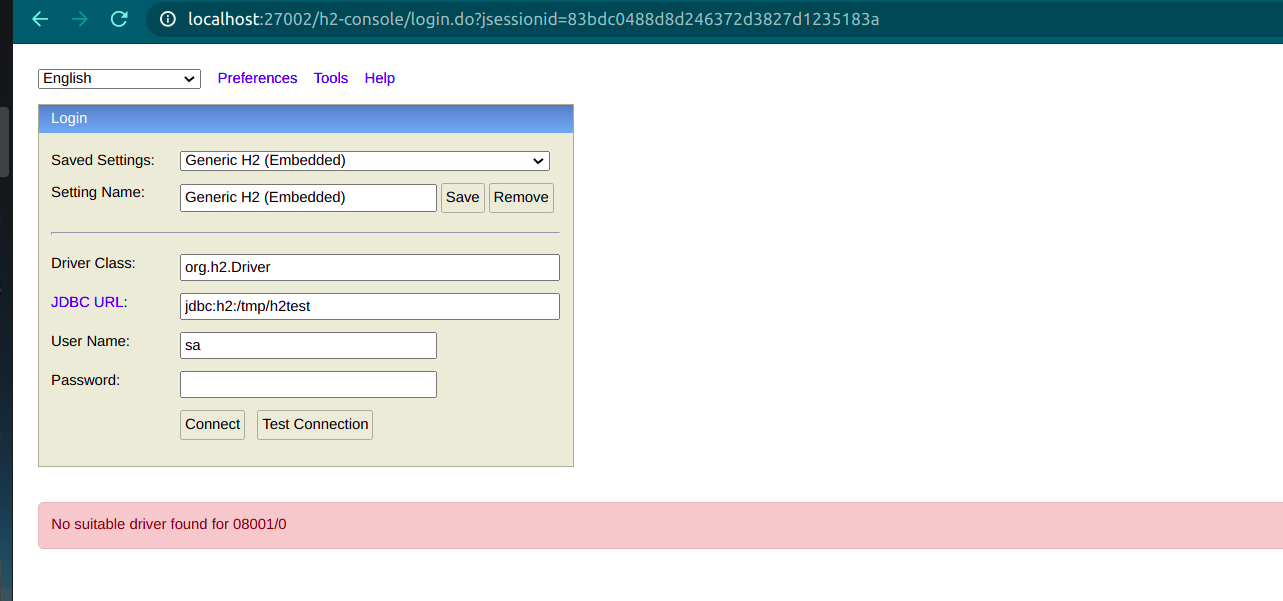 localhost:27002/h2-console/login.do?jsessionid=83bdc0488d8d246372d3827d1235183a
English Preferences Tools Help
Login
Saved Settings: Generic H2 (Embedded)
Setting Name: Generic H2 (Embedded) Save Remove
Driver Class: org.h2.Driver
JDBC URL: jdbc:h2:/tmp/h2test
User Name: sa
Password:
Connect Test Connection
No suitable driver found for 08001/0